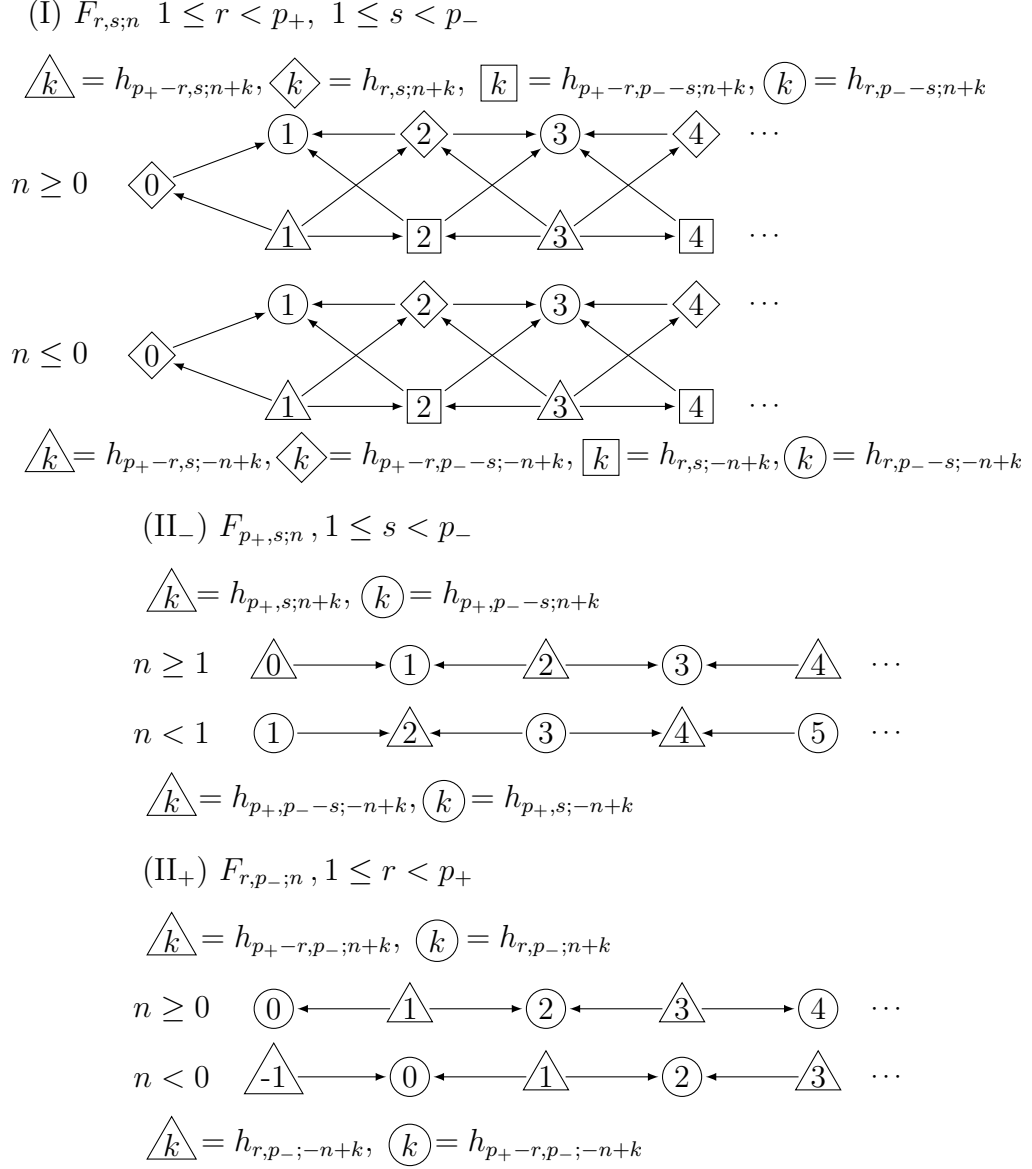 (I) F_{r,s;n} 1 ≤ r < p_+, 1 ≤ s < p_-
△k = h_{p_+-r,s;n+k}, ◇k = h_{r,s;n+k}, □k = h_{p_+-r,p_--s;n+k}, ○k = h_{r,p_--s;n+k}
1 2 3 4 ⋯
n ≥ 0 0
1 2 3 4 ⋯
1 2 3 4 ⋯
n ≤ 0 0
1 2 3 4 ⋯
△k = h_{p_+-r,s;-n+k}, ◇k = h_{p_+-r,p_--s;-n+k}, □k = h_{r,s;-n+k}, ○k = h_{r,p_--s;-n+k}
(II_-) F_{p_+,s;n} , 1 ≤ s < p_-
△k = h_{p_+,s;n+k}, ○k = h_{p_+,p_--s;n+k}
n ≥ 1 0 1 2 3 4 ⋯
n < 1 1 2 3 4 5 ⋯
△k = h_{p_+,p_--s;-n+k}, ○k = h_{p_+,s;-n+k}
(II_+) F_{r,p_-;n} , 1 ≤ r < p_+
△k = h_{p_+-r,p_-;n+k}, ○k = h_{r,p_-;n+k}
n ≥ 0 0 1 2 3 4 ⋯
n < 0 -1 0 1 2 3 ⋯
△k = h_{r,p_-;-n+k}, ○k = h_{p_+-r,p_-;-n+k}